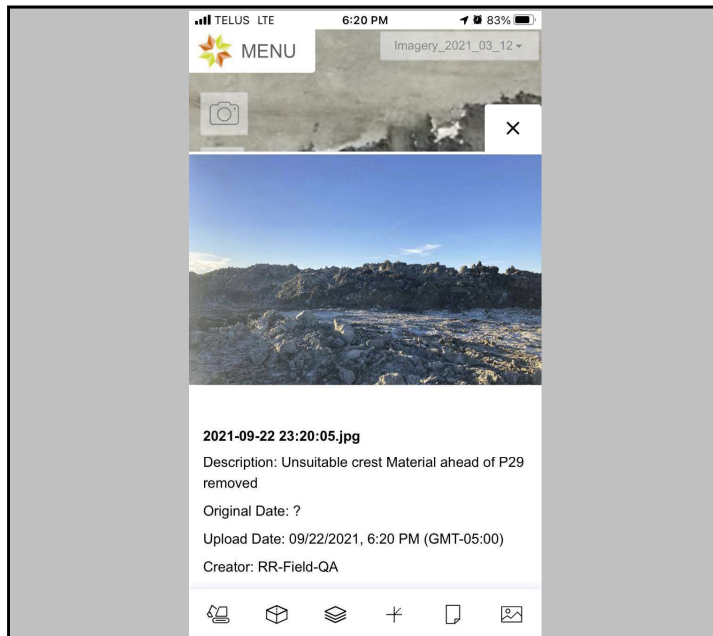 TELUS LTE 6:20 PM 83%
MENU
Imagery_2021_03_12
2021-09-22 23:20:05.jpg
Description: Unsuitable crest Material ahead of P29
removed
Original Date: ?
Upload Date: 09/22/2021, 6:20 PM (GMT-05:00)
Creator: RR-Field-QA